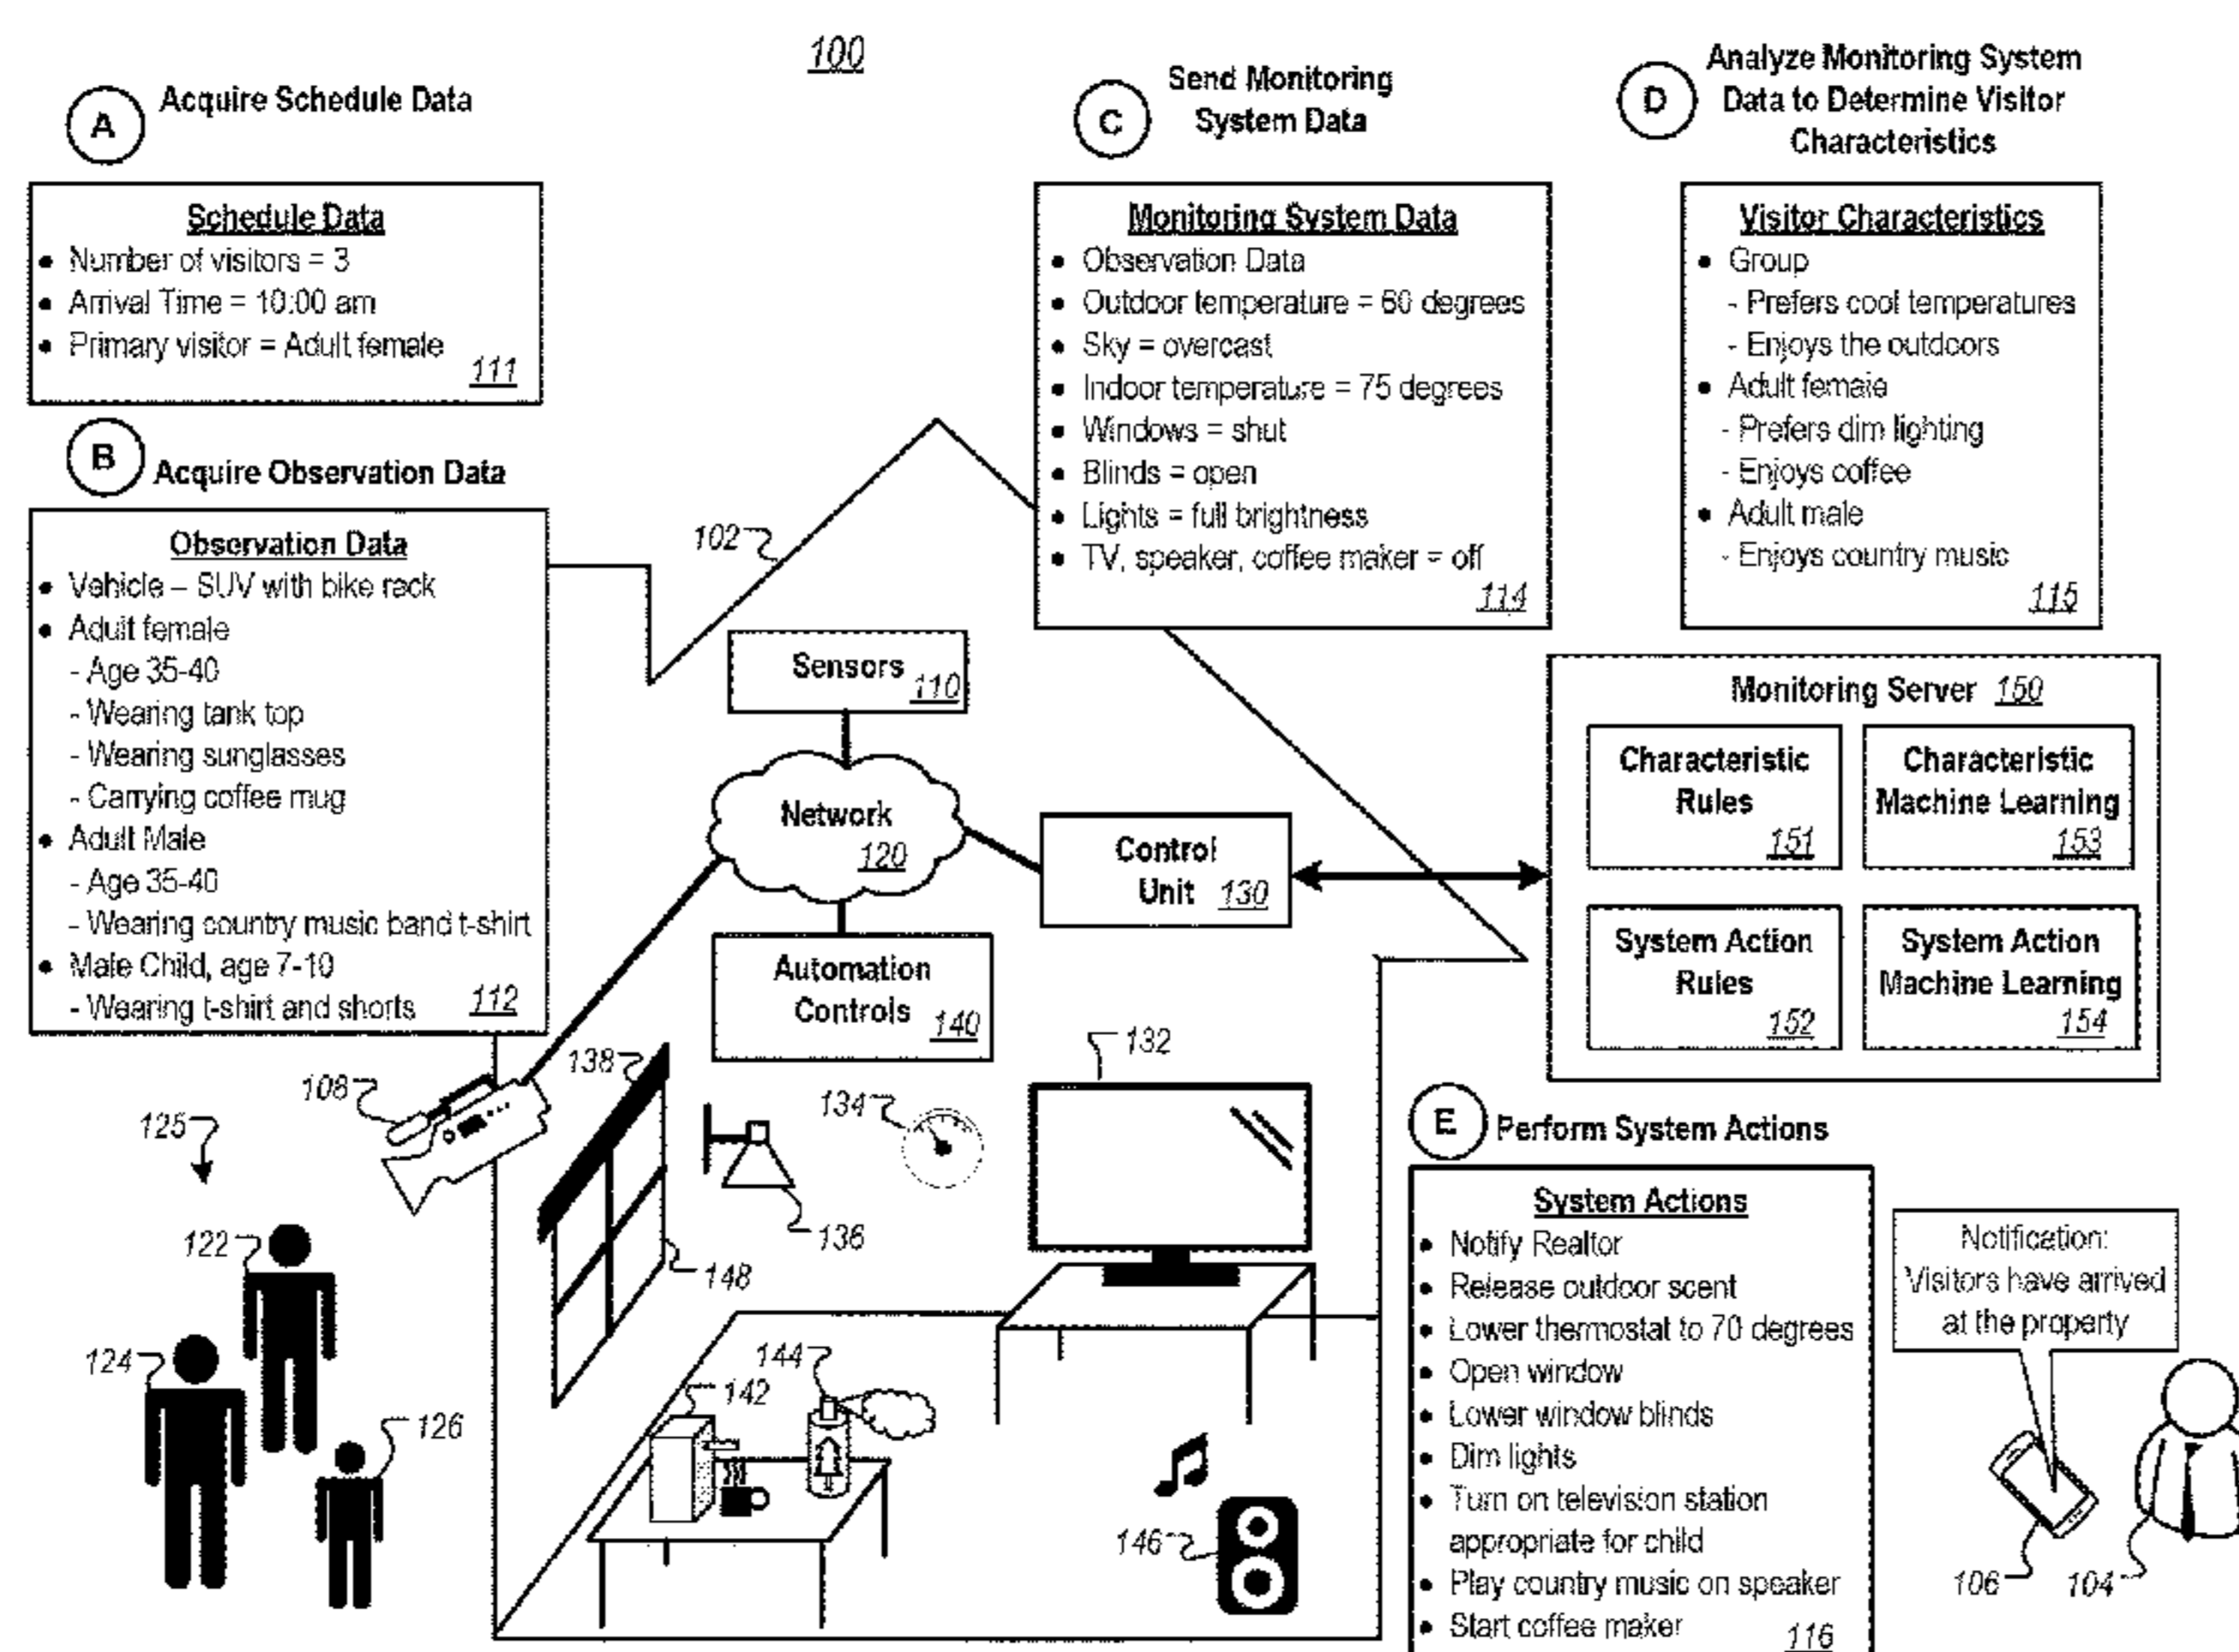 100
A Acquire Schedule Data
Schedule Data
• Number of visitors = 3
• Arrival Time = 10:00 am
• Primary visitor = Adult female
111
B Acquire Observation Data
Observation Data
• Vehicle – SUV with bike rack
• Adult female
- Age 35-40
- Wearing tank top
- Wearing sunglasses
- Carrying coffee mug
• Adult Male
- Age 35-40
- Wearing country music band t-shirt
• Male Child, age 7-10
- Wearing t-shirt and shorts
112
C Send Monitoring
System Data
Monitoring System Data
• Observation Data
• Outdoor temperature = 60 degrees
• Sky = overcast
• Indoor temperature = 75 degrees
• Windows = shut
• Blinds = open
• Lights = full brightness
• TV, speaker, coffee maker = off
114
D Analyze Monitoring System
Data to Determine Visitor
Characteristics
Visitor Characteristics
• Group
- Prefers cool temperatures
- Enjoys the outdoors
• Adult female
- Prefers dim lighting
- Enjoys coffee
• Adult male
- Enjoys country music
115
102
Sensors
110
Network
120
Control
Unit 130
Automation
Controls
140
Monitoring Server 150
Characteristic
Rules
151
Characteristic
Machine Learning
153
System Action
Rules
152
System Action
Machine Learning
154
108
125
122
124
126
138
148
136
134
132
144
142
146
E Perform System Actions
System Actions
• Notify Realtor
• Release outdoor scent
• Lower thermostat to 70 degrees
• Open window
• Lower window blinds
• Dim lights
• Turn on television station
appropriate for child
• Play country music on speaker
• Start coffee maker
116
Notification:
Visitors have arrived
at the property
106
104